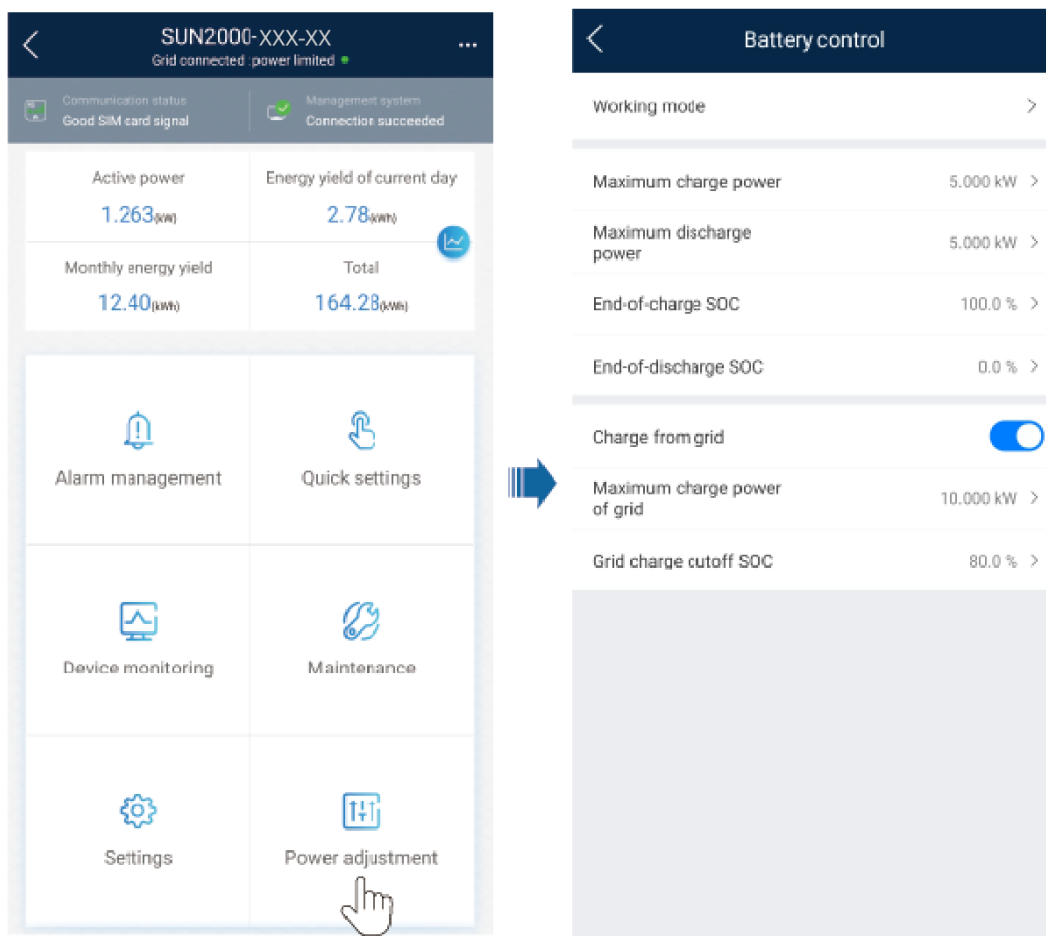 SUN2000-XXX-XX
Grid connected :power limited
Communication status
Good SIM card signal
Management system
Connection succeeded
Active power
1.263(kW)
Energy yield of current day
2.78(kWh)
Monthly energy yield
12.40(kWh)
Total
164.28(kWh)
Alarm management
Quick settings
Device monitoring
Maintenance
Settings
Power adjustment
Battery control
Working mode
Maximum charge power 5.000 kW
Maximum discharge
power
5.000 kW
End-of-charge SOC 100.0 %
End-of-discharge SOC 0.0 %
Charge from grid
Maximum charge power
of grid
10.000 kW
Grid charge cutoff SOC 80.0 %